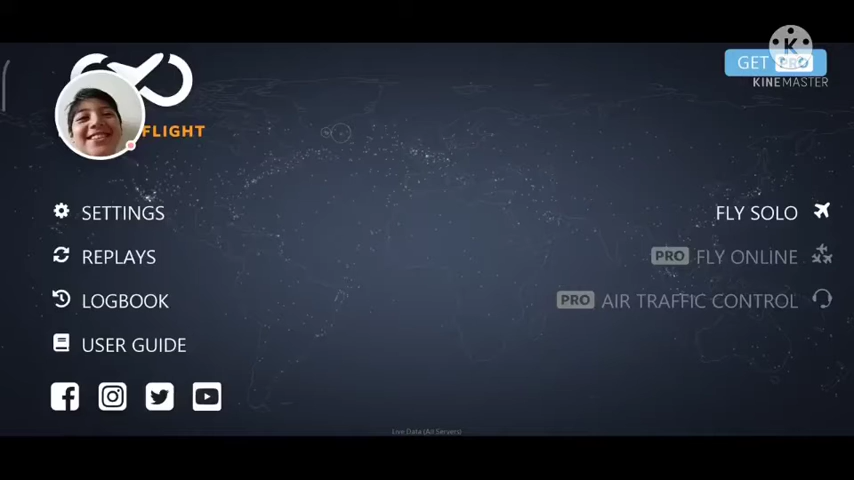 GET PRO
KINEMASTER
FLIGHT
SETTINGS
FLY SOLO
REPLAYS
PRO FLY ONLINE
LOGBOOK
PRO AIR TRAFFIC CONTROL
USER GUIDE
Live Data (All Servers)